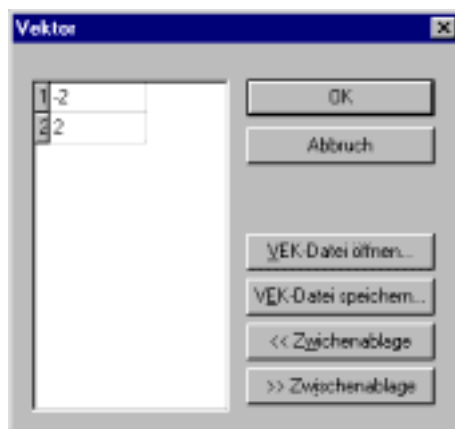 Vektor
1 -2
2 2
OK
Abbruch
VEK-Datei öffnen...
VEK-Datei speichern...
<< Zwichenablage
>> Zwischenablage